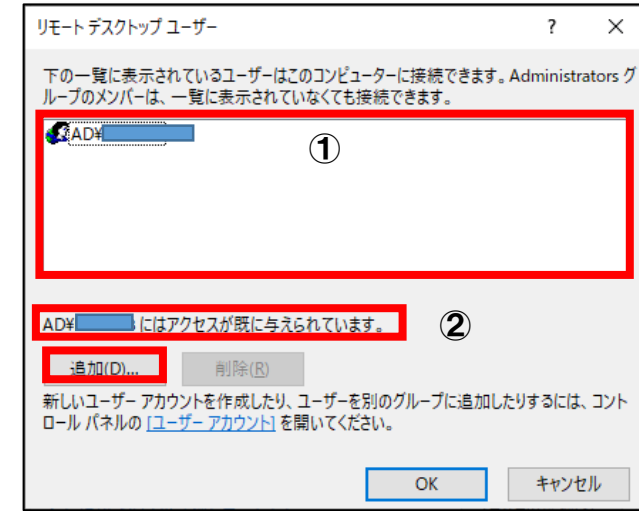 リモート デスクトップ ユーザー ? ×
下の一覧に表示されているユーザーはこのコンピューターに接続できます。Administrators グ
ループのメンバーは、一覧に表示されていなくても接続できます。
AD¥
①
AD¥ にはアクセスが既に与えられています。
②
追加(D)... 削除(R)
新しいユーザー アカウントを作成したり、ユーザーを別のグループに追加したりするには、コント
ロール パネルの [ユーザー アカウント] を開いてください。
OK キャンセル